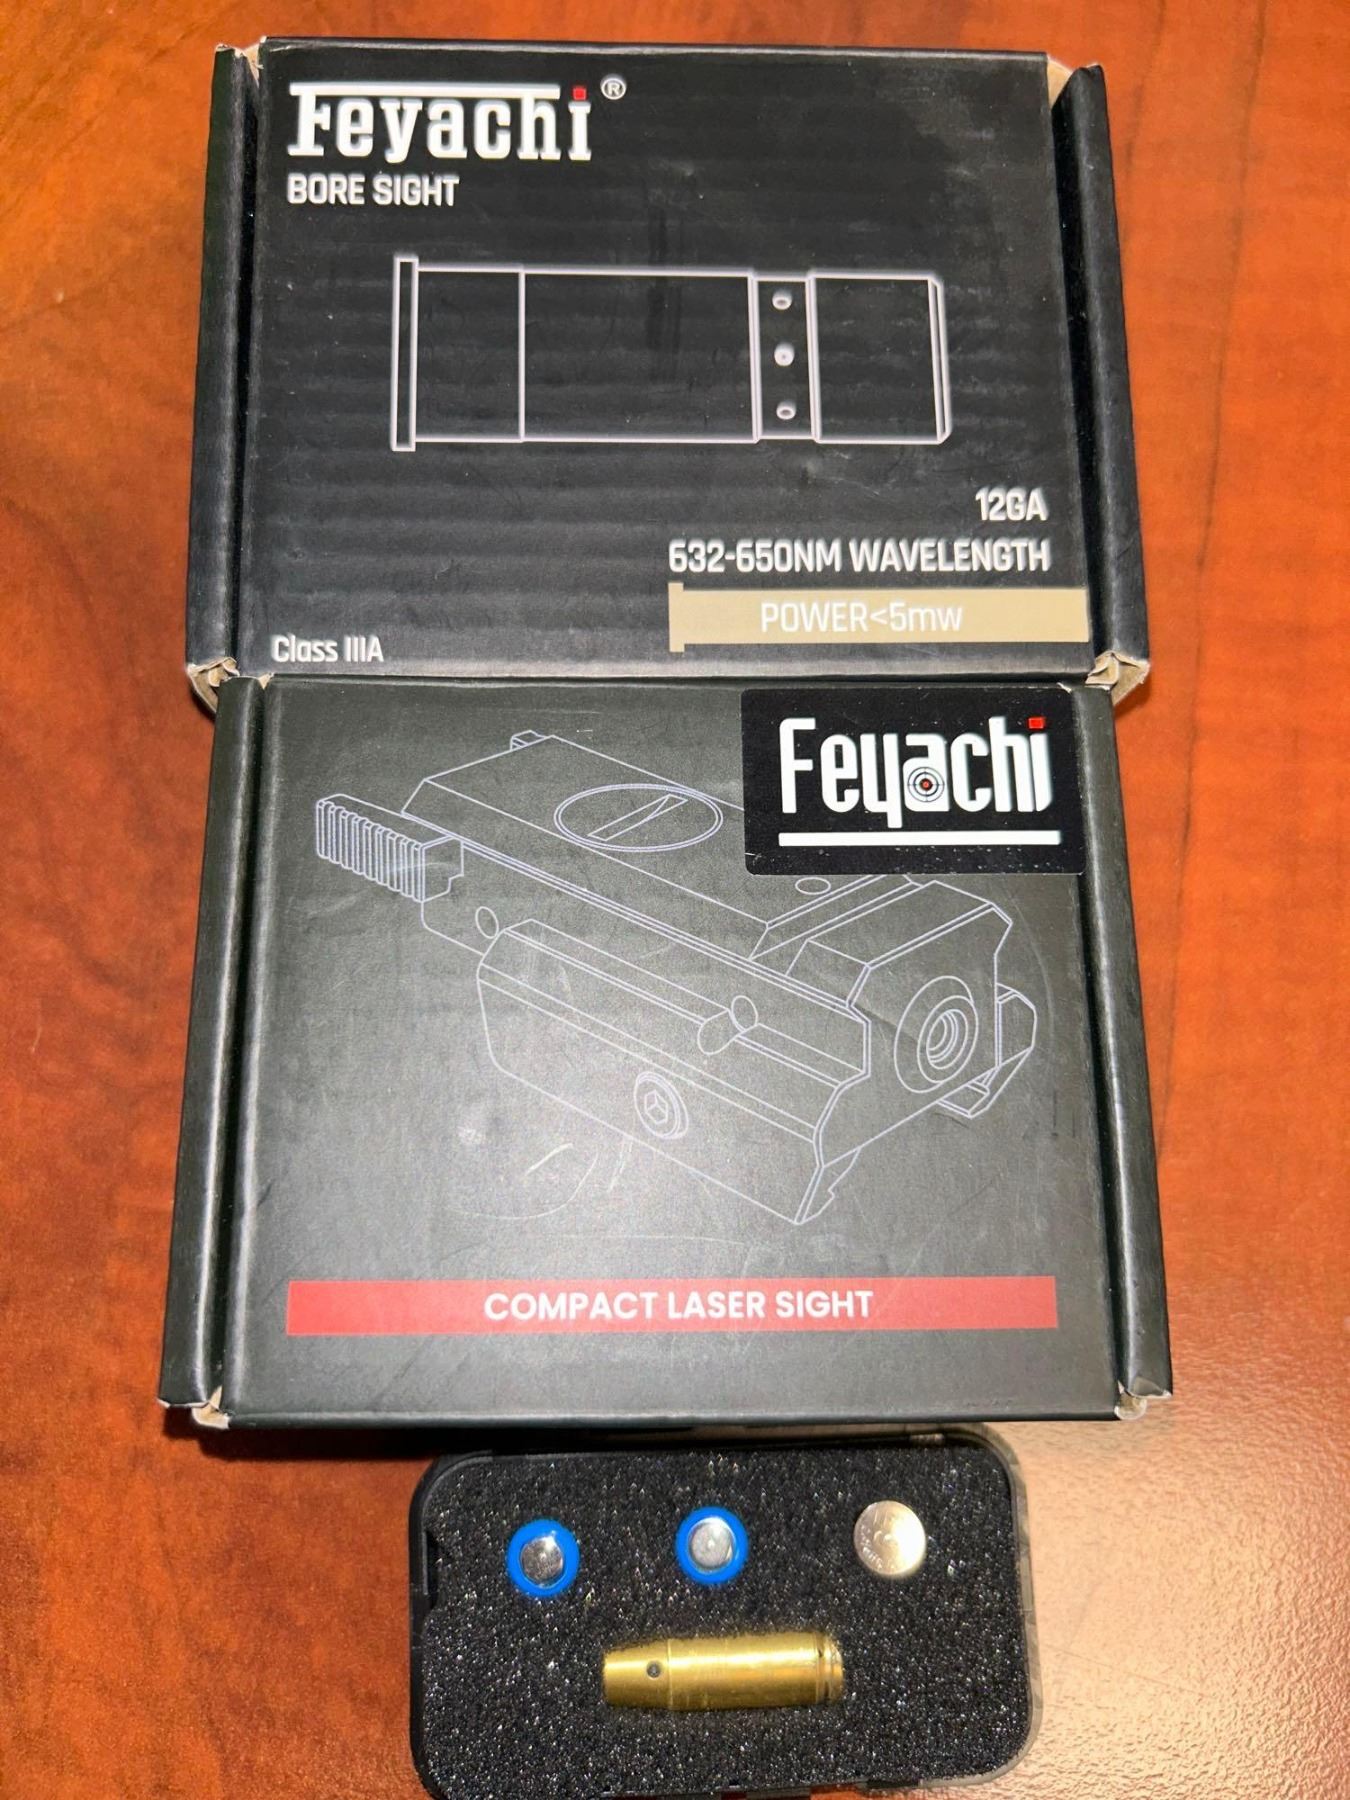 Feyachi®
BORE SIGHT
12GA
632-650NM WAVELENGTH
POWER<5mw
Class IIIA
Feyachi
COMPACT LASER SIGHT